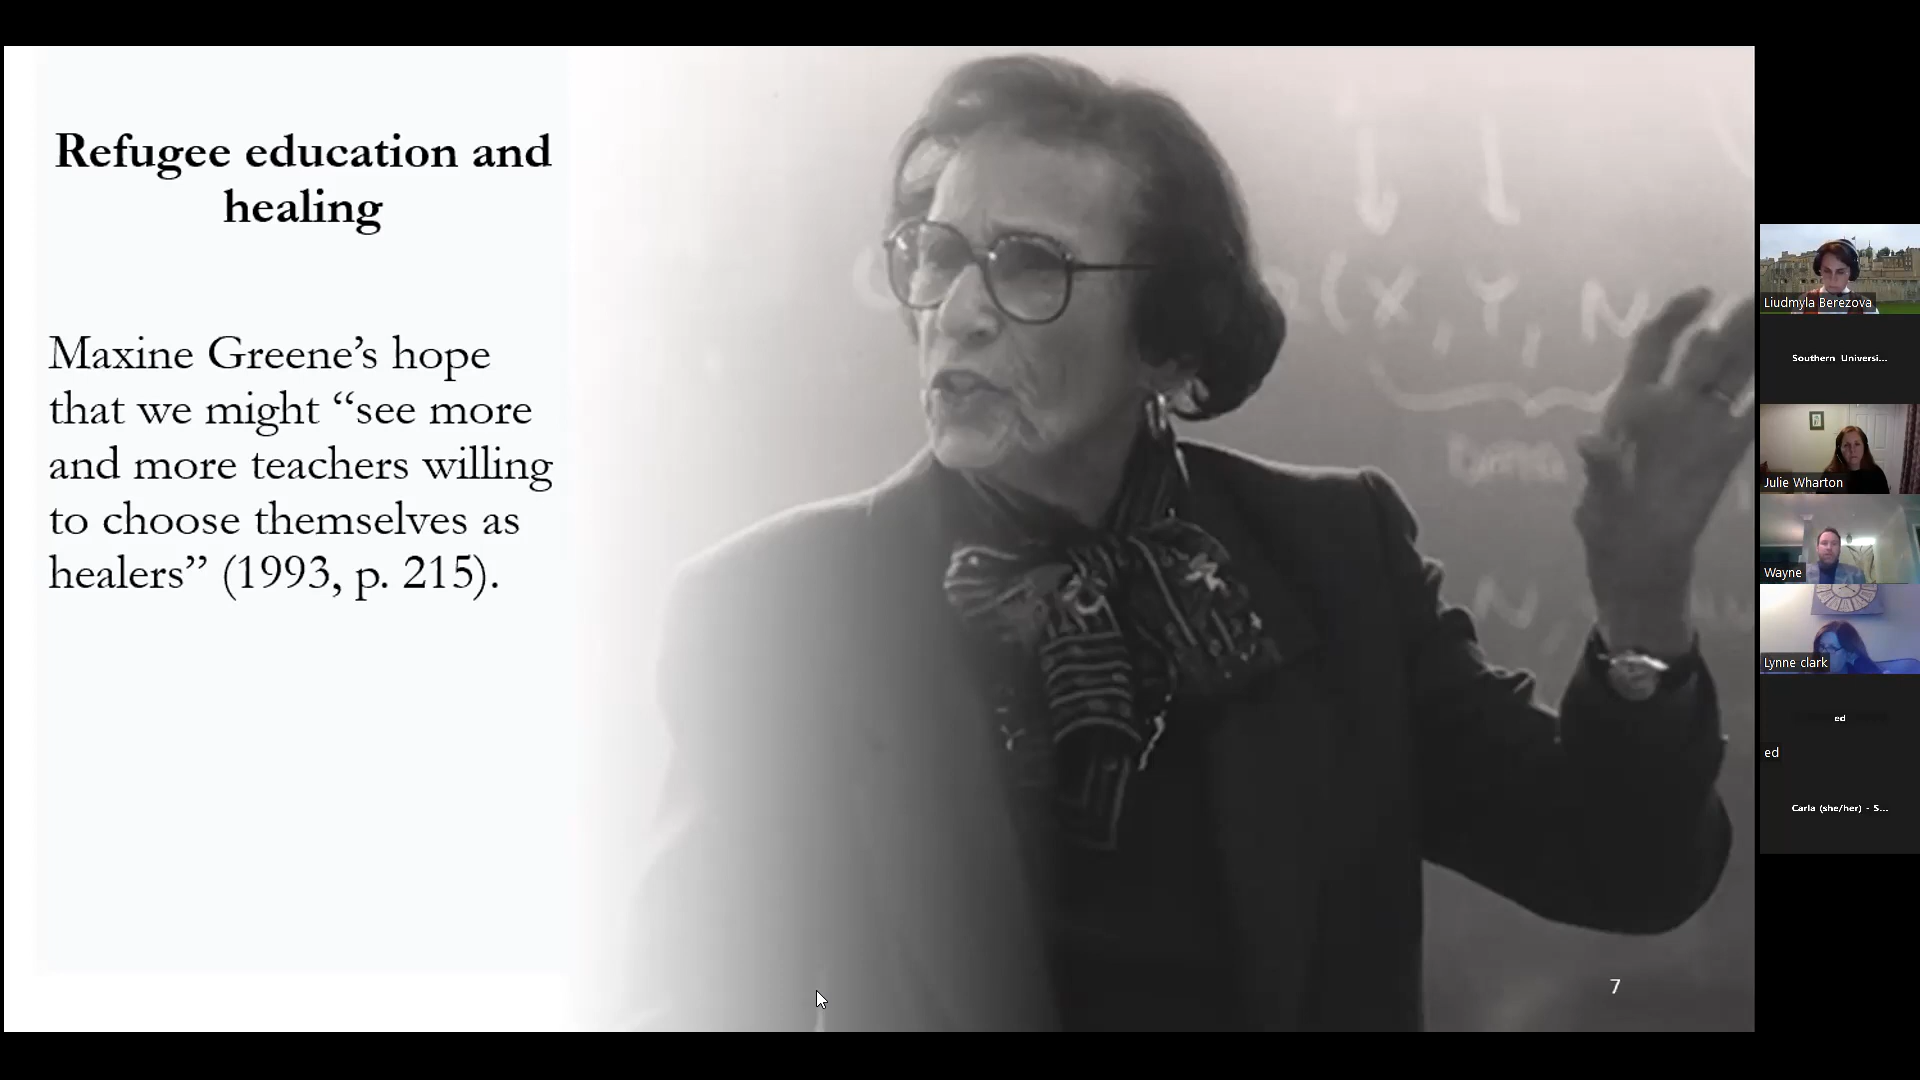 Refugee education and
healing
Maxine Greene’s hope
that we might “see more
and more teachers willing
to choose themselves as
healers” (1993, p. 215).
(X, Y, N
N
7
Liudmyla Berezova
Southern Universi...
Julie Wharton
Wayne
Lynne clark
ed
ed
Carla (she/her) - S...